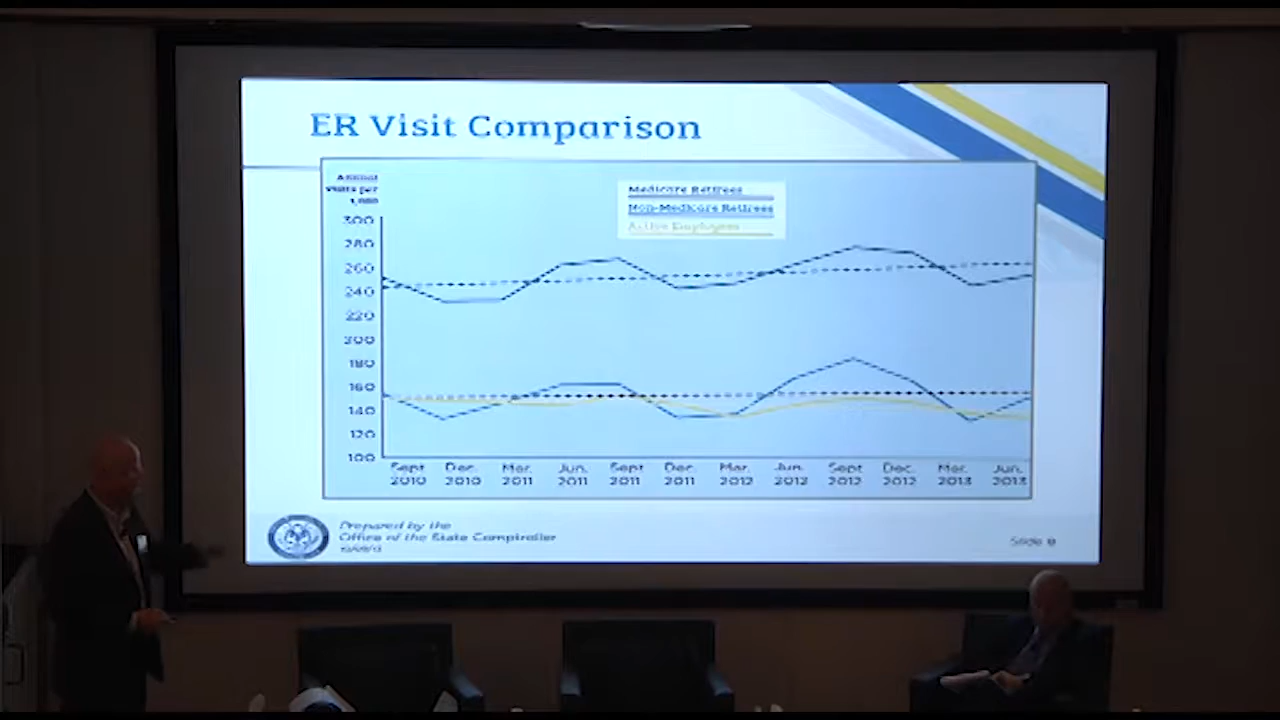 ER Visit Comparison
Annual
visits per
1,000
Medicare Retirees
Non-Medicare Retirees
Active Employees
300
280
260
240
220
200
180
160
140
120
100
Sept Dec. Mar. Jun. Sept Dec. Mar. Jun. Sept Dec. Mar. Jun.
2010 2010 2011 2011 2011 2011 2012 2012 2012 2012 2013 2013
Prepared by the
Office of the State Comptroller
Slide